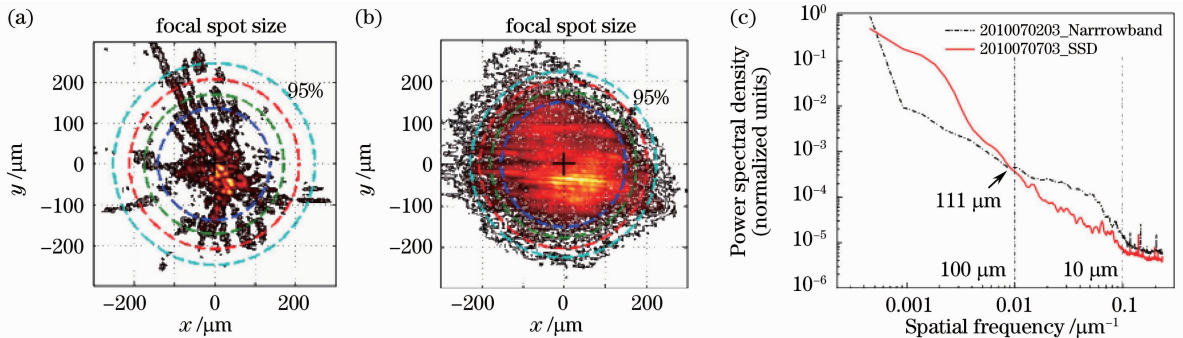 (a)
focal spot size
95%
300
200
100
0
−100
−200
y/μm
−200
0
200
x/μm
(b)
focal spot size
95%
300
200
100
0
−100
−200
y/μm
−200
0
200
x/μm
(c)
2010070203_Narrrowband
2010070703_SSD
10⁰
10⁻¹
10⁻²
10⁻³
10⁻⁴
10⁻⁵
10⁻⁶
Power spectral density
(normalized units)
111 μm
100 μm
10 μm
0.001
0.01
0.1
Spatial frequency /μm⁻¹